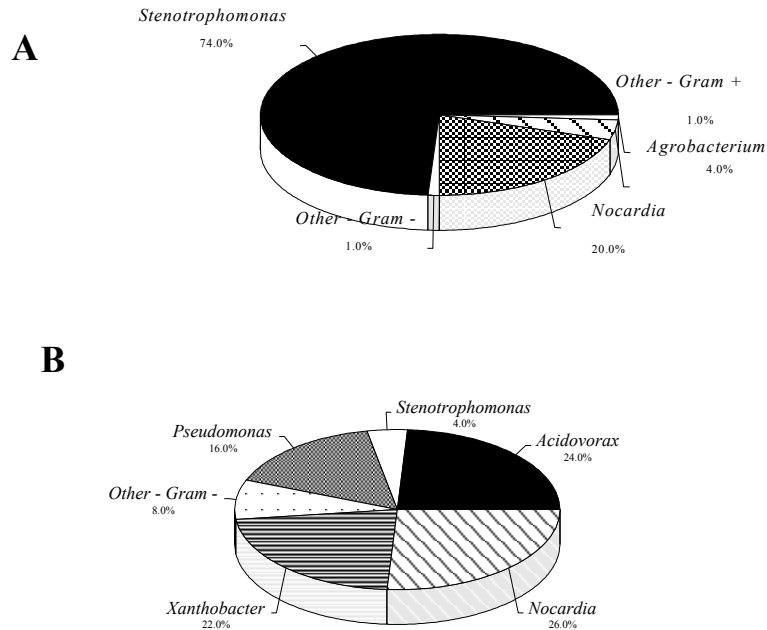 Stenotrophomonas
74.0%
A
Other - Gram +
1.0%
Agrobacterium
4.0%
Nocardia
20.0%
Other - Gram -
1.0%
B
Stenotrophomonas
4.0%
Pseudomonas
16.0%
Acidovorax
24.0%
Other - Gram -
8.0%
Xanthobacter
22.0%
Nocardia
26.0%